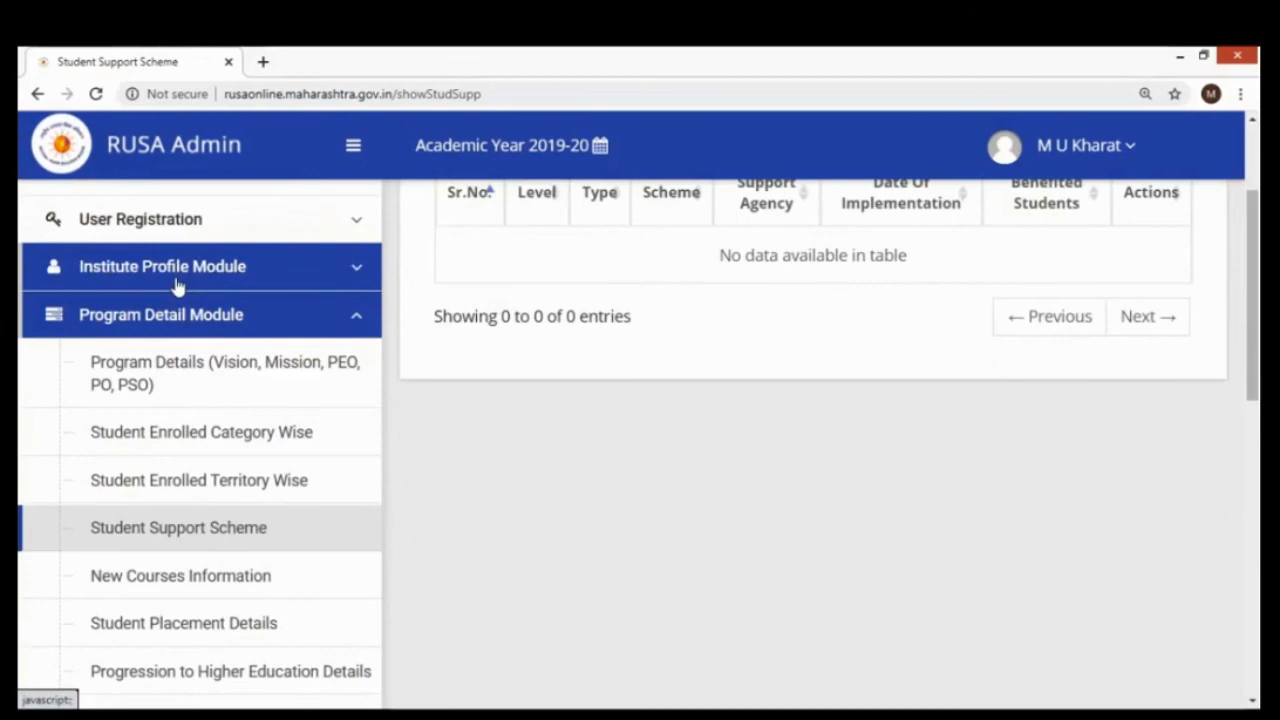 Student Support Scheme
Not secure | rusaonline.maharashtra.gov.in/showStudSupp
M
RUSA Admin
Academic Year 2019-20
M U Kharat
User Registration
Institute Profile Module
Program Detail Module
Program Details (Vision, Mission, PEO,
PO, PSO)
Student Enrolled Category Wise
Student Enrolled Territory Wise
Student Support Scheme
New Courses Information
Student Placement Details
Progression to Higher Education Details
Sr.No. Level Type Scheme Support Agency Date Of Implementation Benefited Students Actions
No data available in table
Showing 0 to 0 of 0 entries
← Previous Next →
javascript: